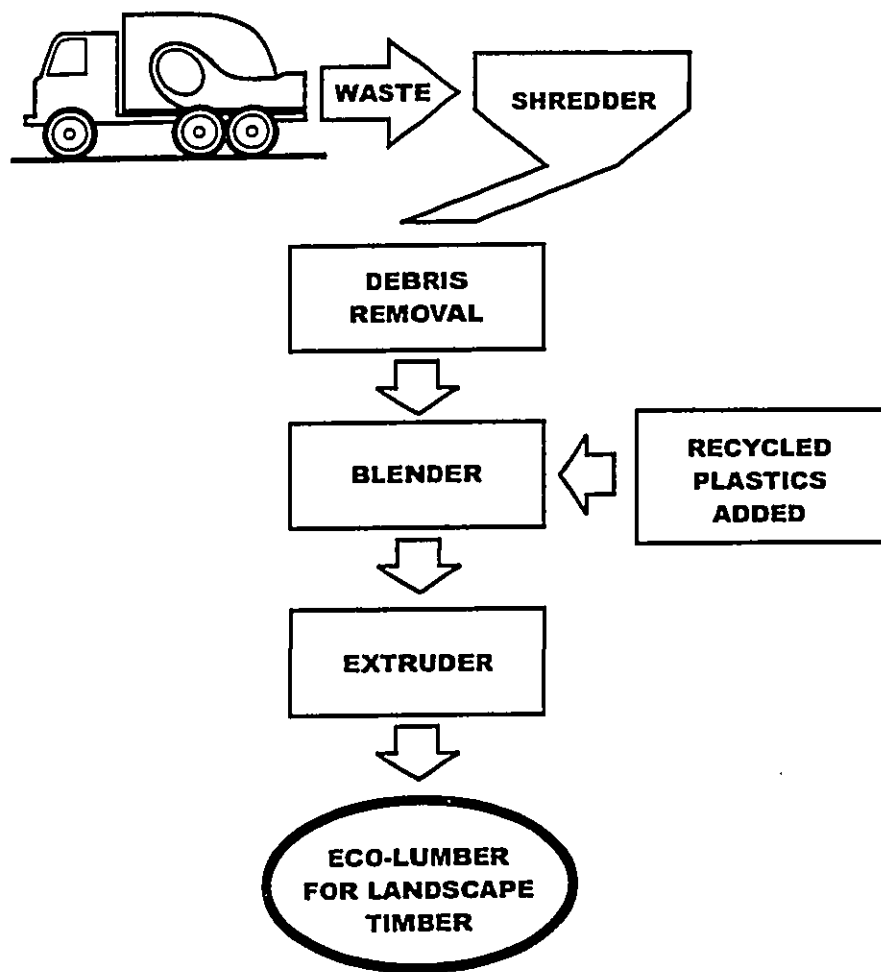 WASTE
SHREDDER
DEBRIS
REMOVAL
BLENDER
RECYCLED
PLASTICS
ADDED
EXTRUDER
ECO-LUMBER
FOR LANDSCAPE
TIMBER